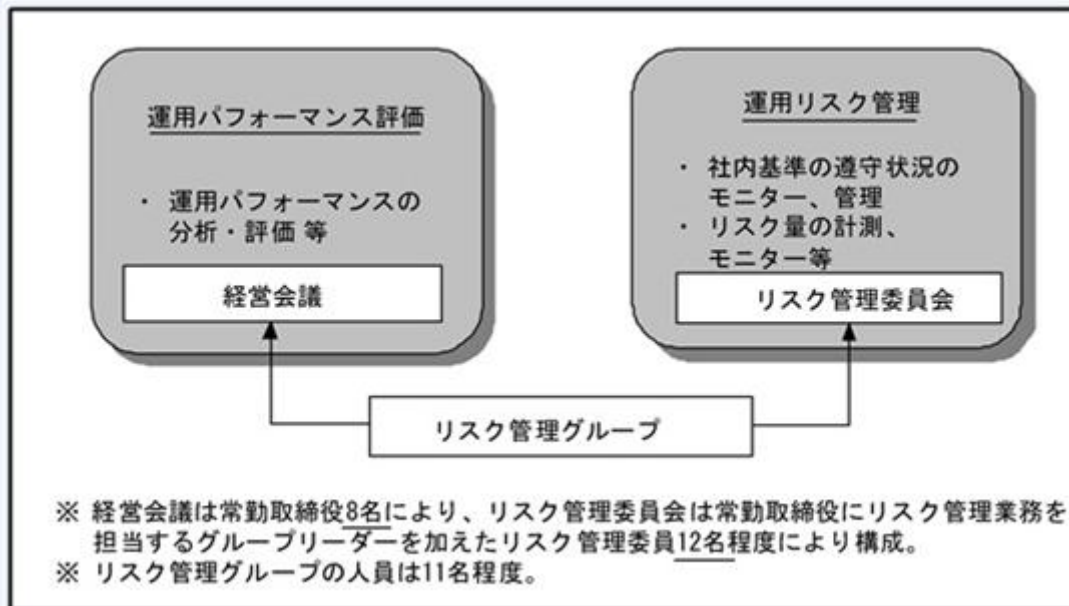 運用パフォーマンス評価
・ 運用パフォーマンスの
分析・評価 等
経営会議
運用リスク管理
・ 社内基準の遵守状況の
モニター、管理
・ リスク量の計測、
モニター等
リスク管理委員会
リスク管理グループ
※ 経営会議は常勤取締役8名により、リスク管理委員会は常勤取締役にリスク管理業務を
担当するグループリーダーを加えたリスク管理委員12名程度により構成。
※ リスク管理グループの人員は11名程度。